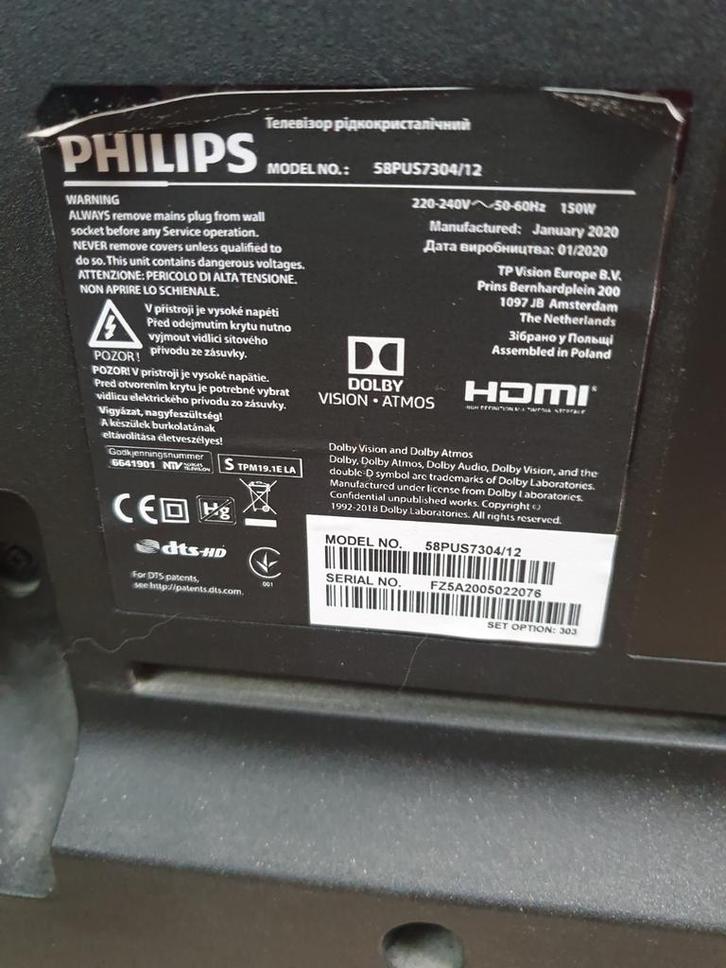 Телевізор рідкокристалічний
PHILIPS MODEL NO.: 58PUS7304/12
WARNING
ALWAYS remove mains plug from wall
socket before any Service operation.
NEVER remove covers unless qualified to
do so. This unit contains dangerous voltages.
ATTENZIONE: PERICOLO DI ALTA TENSIONE.
NON APRIRE LO SCHIENALE.
V přístroji je vysoké napětí
Před odejmutím krytu nutno
vyjmout vidlici síťového
přívodu ze zásuvky.
POZOR!
POZOR! V prístroji je vysoké napätie.
Pred otvorením krytu je potrebné vybrat
vidlicu elektrického prívodu zo zásuvky.
Vigyázat, nagyfeszültség!
A készülek burkolatának
eltávolítása életveszélyes!
Godkjenningsnummer
6641901 NTV
S TPM19.1E LA
CE
Hg
dts-HD
001
For DTS patents,
see http://patents.dts.com.
220-240V~50-60Hz 150W
Manufactured: January 2020
Дата виробництва: 01/2020
TP Vision Europe B.V.
Prins Bernhardplein 200
1097 JB Amsterdam
The Netherlands
Зібрано у Польщі
Assembled in Poland
DOLBY
VISION • ATMOS
HDMI
HIGH DEFINITION MULTIMEDIA INTERFACE
Dolby Vision and Dolby Atmos
Dolby, Dolby Atmos, Dolby Audio, Dolby Vision, and the
double-D symbol are trademarks of Dolby Laboratories.
Manufactured under license from Dolby Laboratories.
Confidential unpublished works. Copyright ©
1992-2018 Dolby Laboratories. All rights reserved.
MODEL NO. 58PUS7304/12
SERIAL NO. FZ5A2005022076
SET OPTION: 303